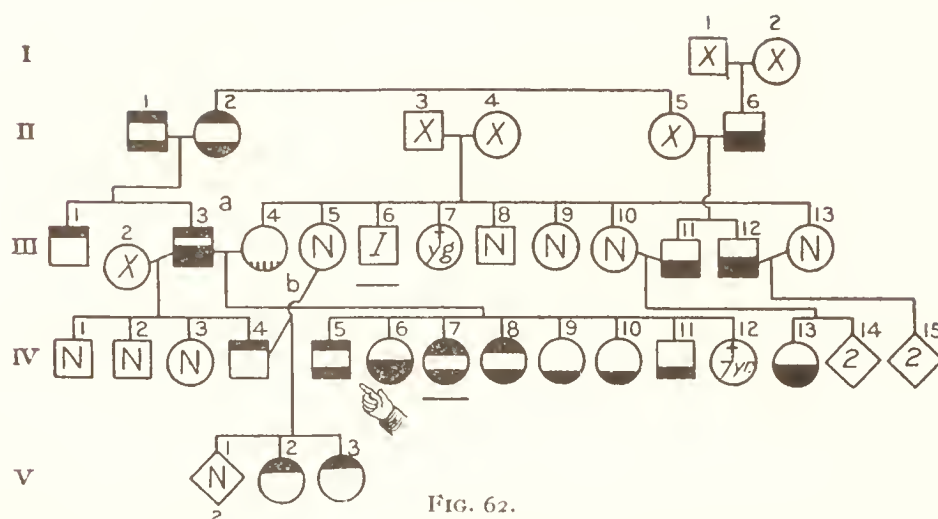 1 2
I X X
1 2 3 4 5 6
II X X X
a
1 2 3 4 5 6 7 8 9 10 11 12 13
III X N I yg N N N N
b
1 2 3 4 5 6 7 8 9 10 11 12 13 14 15
IV N N N 7 yr. 2 2
1 2 3
V N
2
FIG. 62.